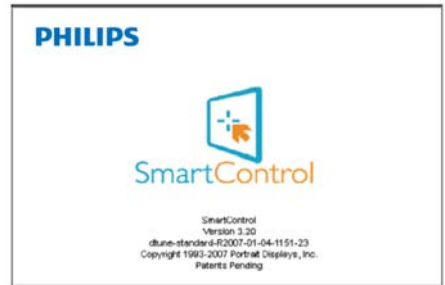 PHILIPS
SmartControl
SmartControl
Version 3.20
dtune-standard-R2007-01-04-1151-23
Copyright 1993-2007 Portrait Displays, Inc.
Patents Pending